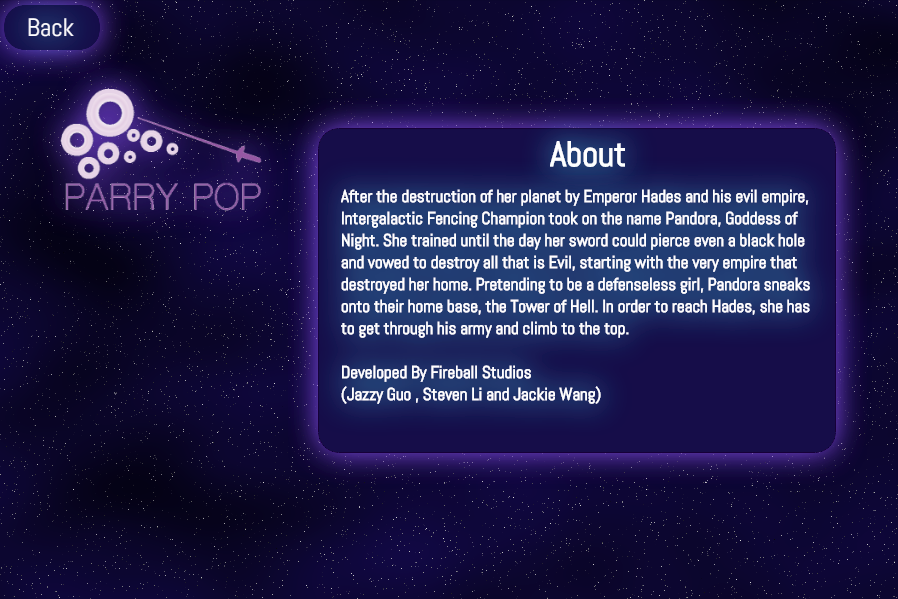 Back
PARRY POP
About
After the destruction of her planet by Emperor Hades and his evil empire,
Intergalactic Fencing Champion took on the name Pandora, Goddess of
Night. She trained until the day her sword could pierce even a black hole
and vowed to destroy all that is Evil, starting with the very empire that
destroyed her home. Pretending to be a defenseless girl, Pandora sneaks
onto their home base, the Tower of Hell. In order to reach Hades, she has
to get through his army and climb to the top.
Developed By Fireball Studios
(Jazzy Guo , Steven Li and Jackie Wang)